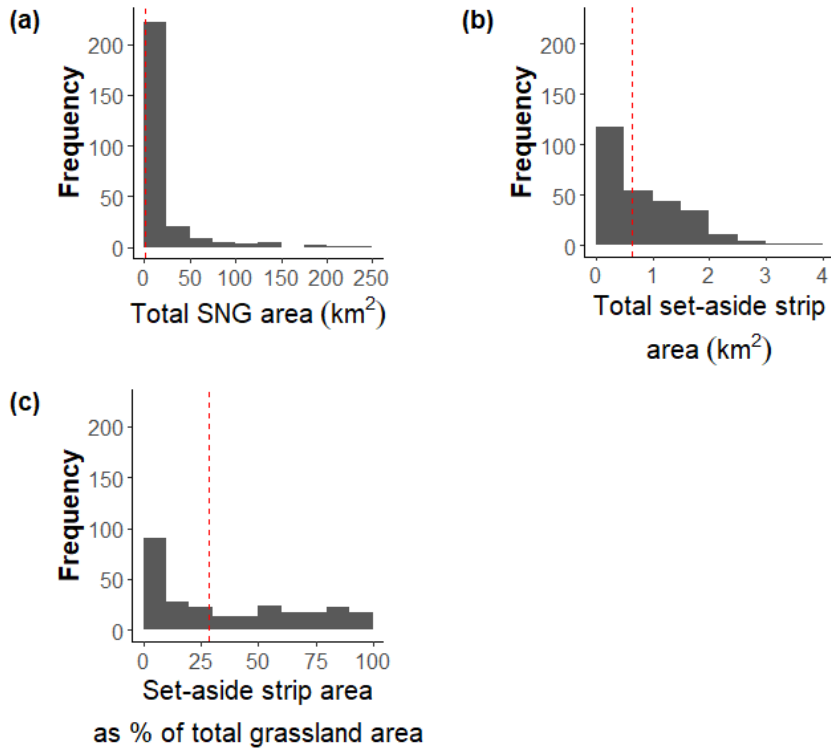 (a)
Frequency
200
150
100
50
0
0 50 100 150 200 250
Total SNG area (km²)
(b)
Frequency
200
150
100
50
0
0 1 2 3 4
Total set-aside strip
area (km²)
(c)
Frequency
200
150
100
50
0
0 25 50 75 100
Set-aside strip area
as % of total grassland area